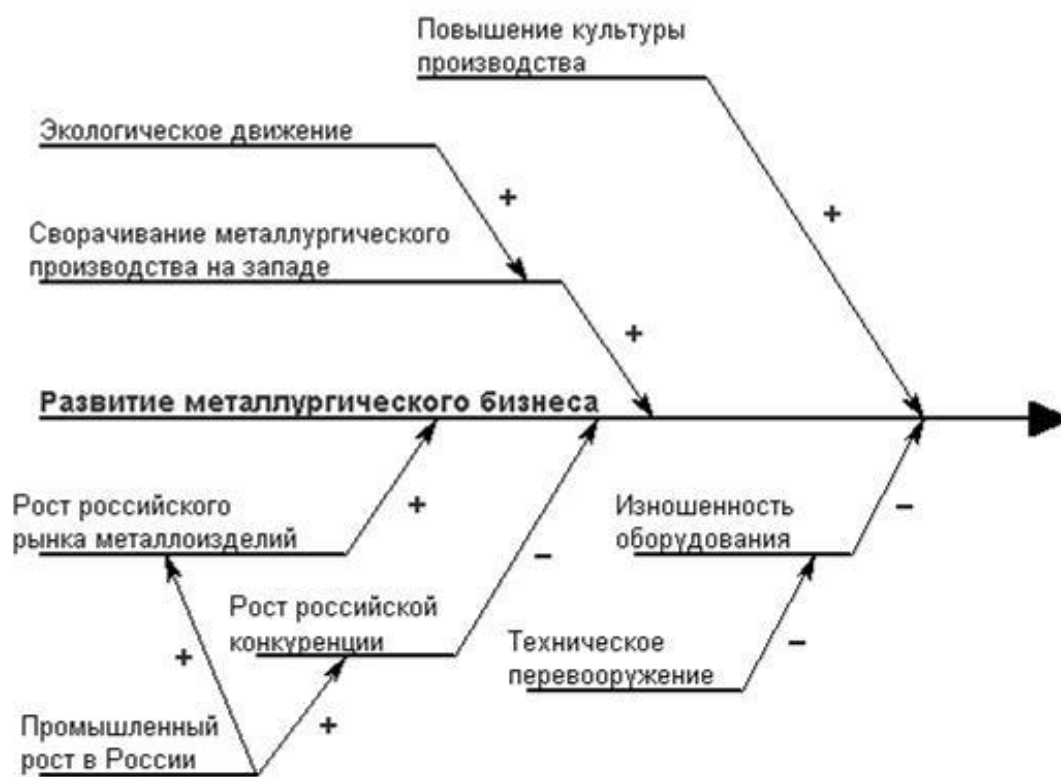 Повышение культуры
производства
Экологическое движение
+
+
Сворачивание металлургического
производства на западе
+
Развитие металлургического бизнеса
Рост российского
рынка металлоизделий
+
Изношенность
оборудования
−
−
Рост российской
конкуренции
Техническое
перевооружение
−
+
+
Промышленный
рост в России